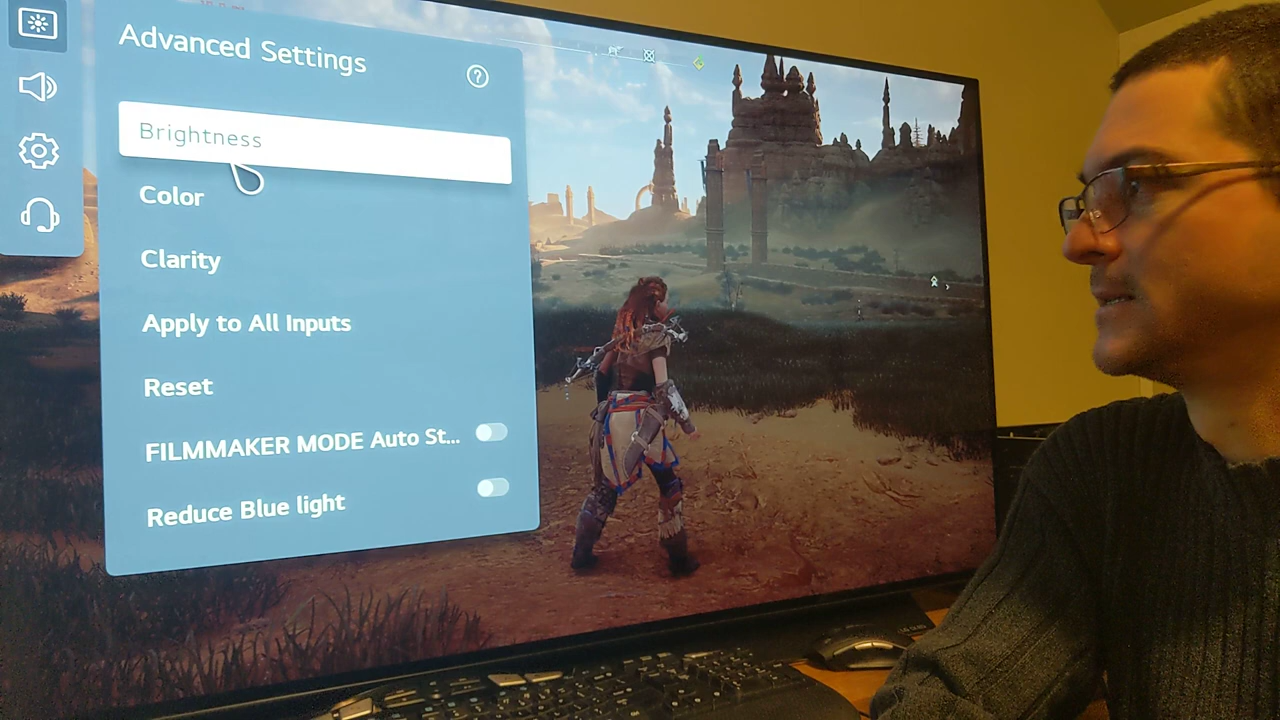 Advanced Settings
Brightness
Color
Clarity
Apply to All Inputs
Reset
FILMMAKER MODE Auto St...
Reduce Blue light